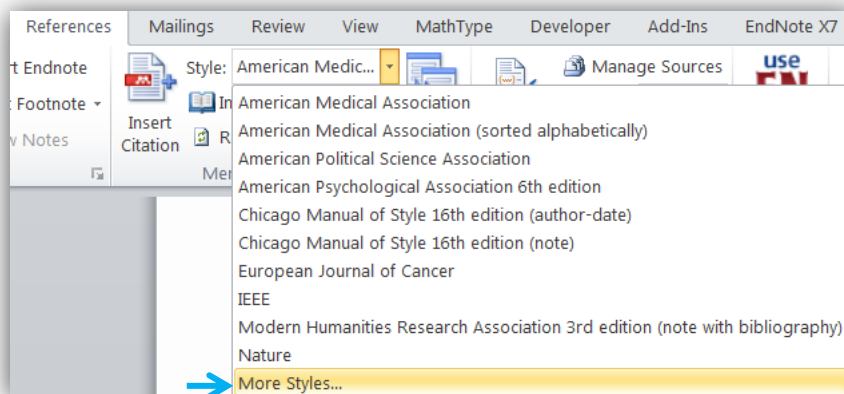 References Mailings Review View MathType Developer Add-Ins EndNote X7
rt Endnote Style: American Medic... Manage Sources use
Footnote In American Medical Association EN
w Notes Insert R American Medical Association (sorted alphabetically)
Citation American Political Science Association
Mer American Psychological Association 6th edition
Chicago Manual of Style 16th edition (author-date)
Chicago Manual of Style 16th edition (note)
European Journal of Cancer
IEEE
Modern Humanities Research Association 3rd edition (note with bibliography)
Nature
More Styles...